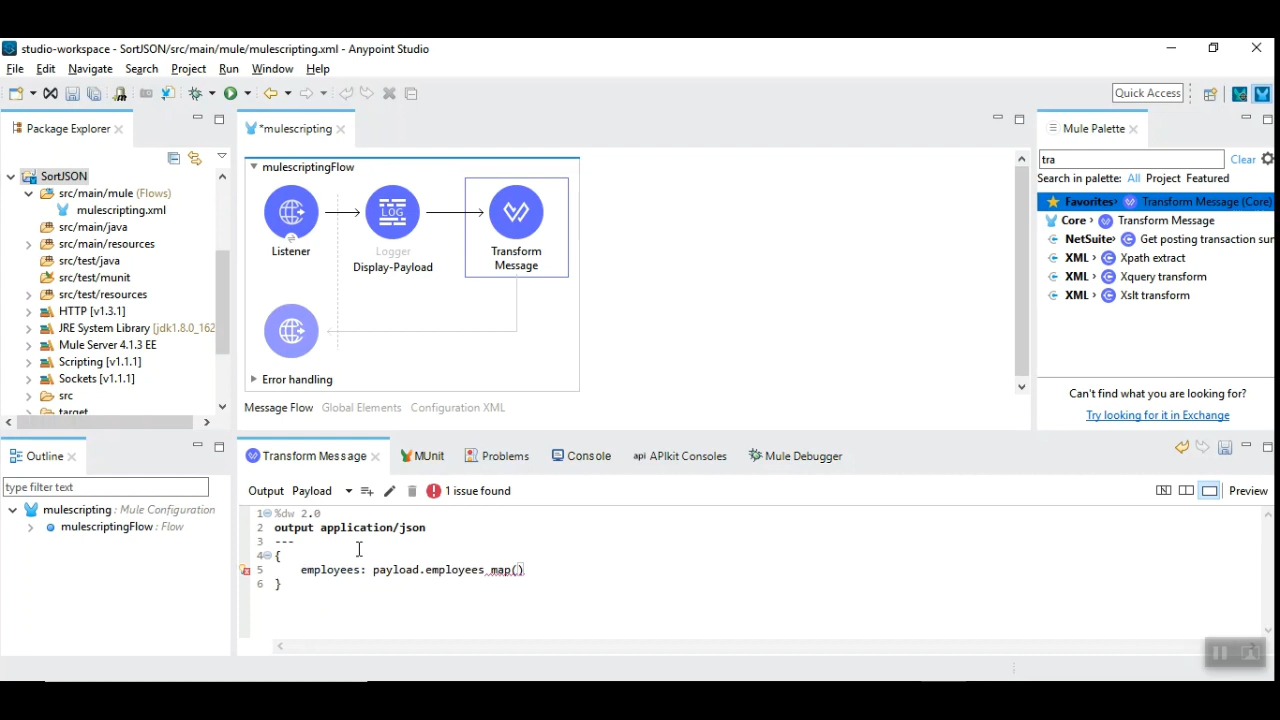 studio-workspace - SortJSON/src/main/mule/mulescripting.xml - Anypoint Studio
File Edit Navigate Search Project Run Window Help
Quick Access
Package Explorer
*mulescripting
Mule Palette
SortJSON
src/main/mule (Flows)
mulescripting.xml
src/main/java
src/main/resources
src/test/java
src/test/munit
src/test/resources
HTTP [v1.3.1]
JRE System Library [jdk1.8.0_162
Mule Server 4.1.3 EE
Scripting [v1.1.1]
Sockets [v1.1.1]
src
target
mulescriptingFlow
LOG
Listener
Logger
Display-Payload
Transform
Message
Error handling
Message Flow Global Elements Configuration XML
tra
Clear
Search in palette: All Project Featured
Favorites> Transform Message (Core)
Core > Transform Message
NetSuite> Get posting transaction sum
XML > Xpath extract
XML > Xquery transform
XML > Xslt transform
Can't find what you are looking for?
Try looking for it in Exchange
Outline
type filter text
mulescripting : Mule Configuration
mulescriptingFlow : Flow
Transform Message
MUnit
Problems
Console
api APIkit Consoles
Mule Debugger
Output Payload
1 issue found
Preview
1 %dw 2.0
2 output application/json
3 ---
4 {
5 employees: payload.employees map()
6 }